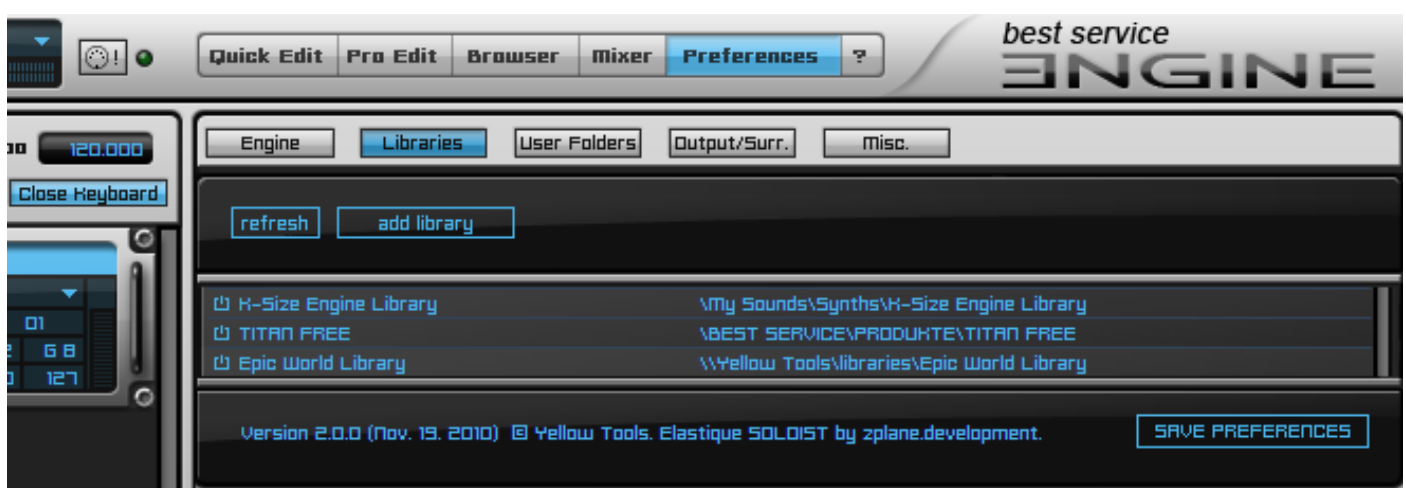 best service
ENGINE
Quick Edit Pro Edit Browser Mixer Preferences ?
120.000
Close Keyboard
Engine Libraries User Folders Output/Surr. Misc.
refresh add library
K-Size Engine Library \My Sounds\Synths\K-Size Engine Library
TITAN FREE \BEST SERVICE\PRODUKTE\TITAN FREE
Epic World Library \\Yellow Tools\libraries\Epic World Library
01
GB
127
Version 2.0.0 (Nov. 19. 2010) © Yellow Tools. Elastique SOLOIST by zplane.development.
SAVE PREFERENCES